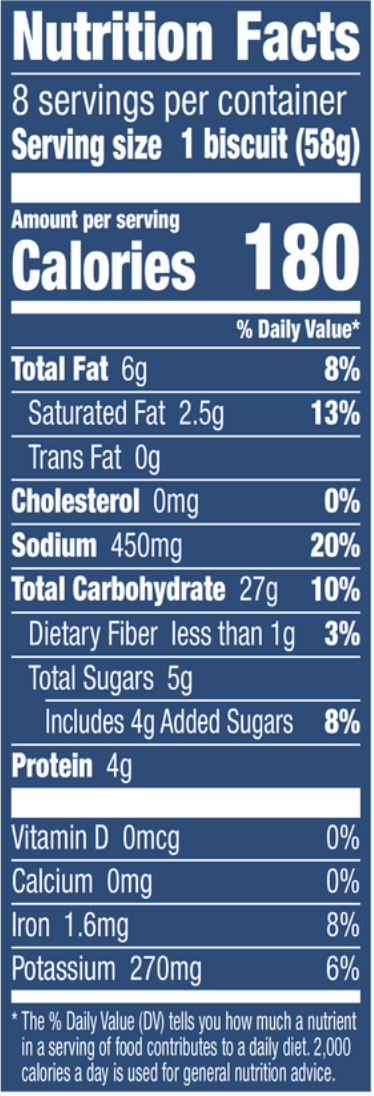 Nutrition Facts
8 servings per container
Serving size 1 biscuit (58g)
Amount per serving
Calories 180
% Daily Value*
Total Fat 6g 8%
Saturated Fat 2.5g 13%
Trans Fat 0g
Cholesterol 0mg 0%
Sodium 450mg 20%
Total Carbohydrate 27g 10%
Dietary Fiber less than 1g 3%
Total Sugars 5g
Includes 4g Added Sugars 8%
Protein 4g
Vitamin D 0mcg 0%
Calcium 0mg 0%
Iron 1.6mg 8%
Potassium 270mg 6%
* The % Daily Value (DV) tells you how much a nutrient
in a serving of food contributes to a daily diet. 2,000
calories a day is used for general nutrition advice.